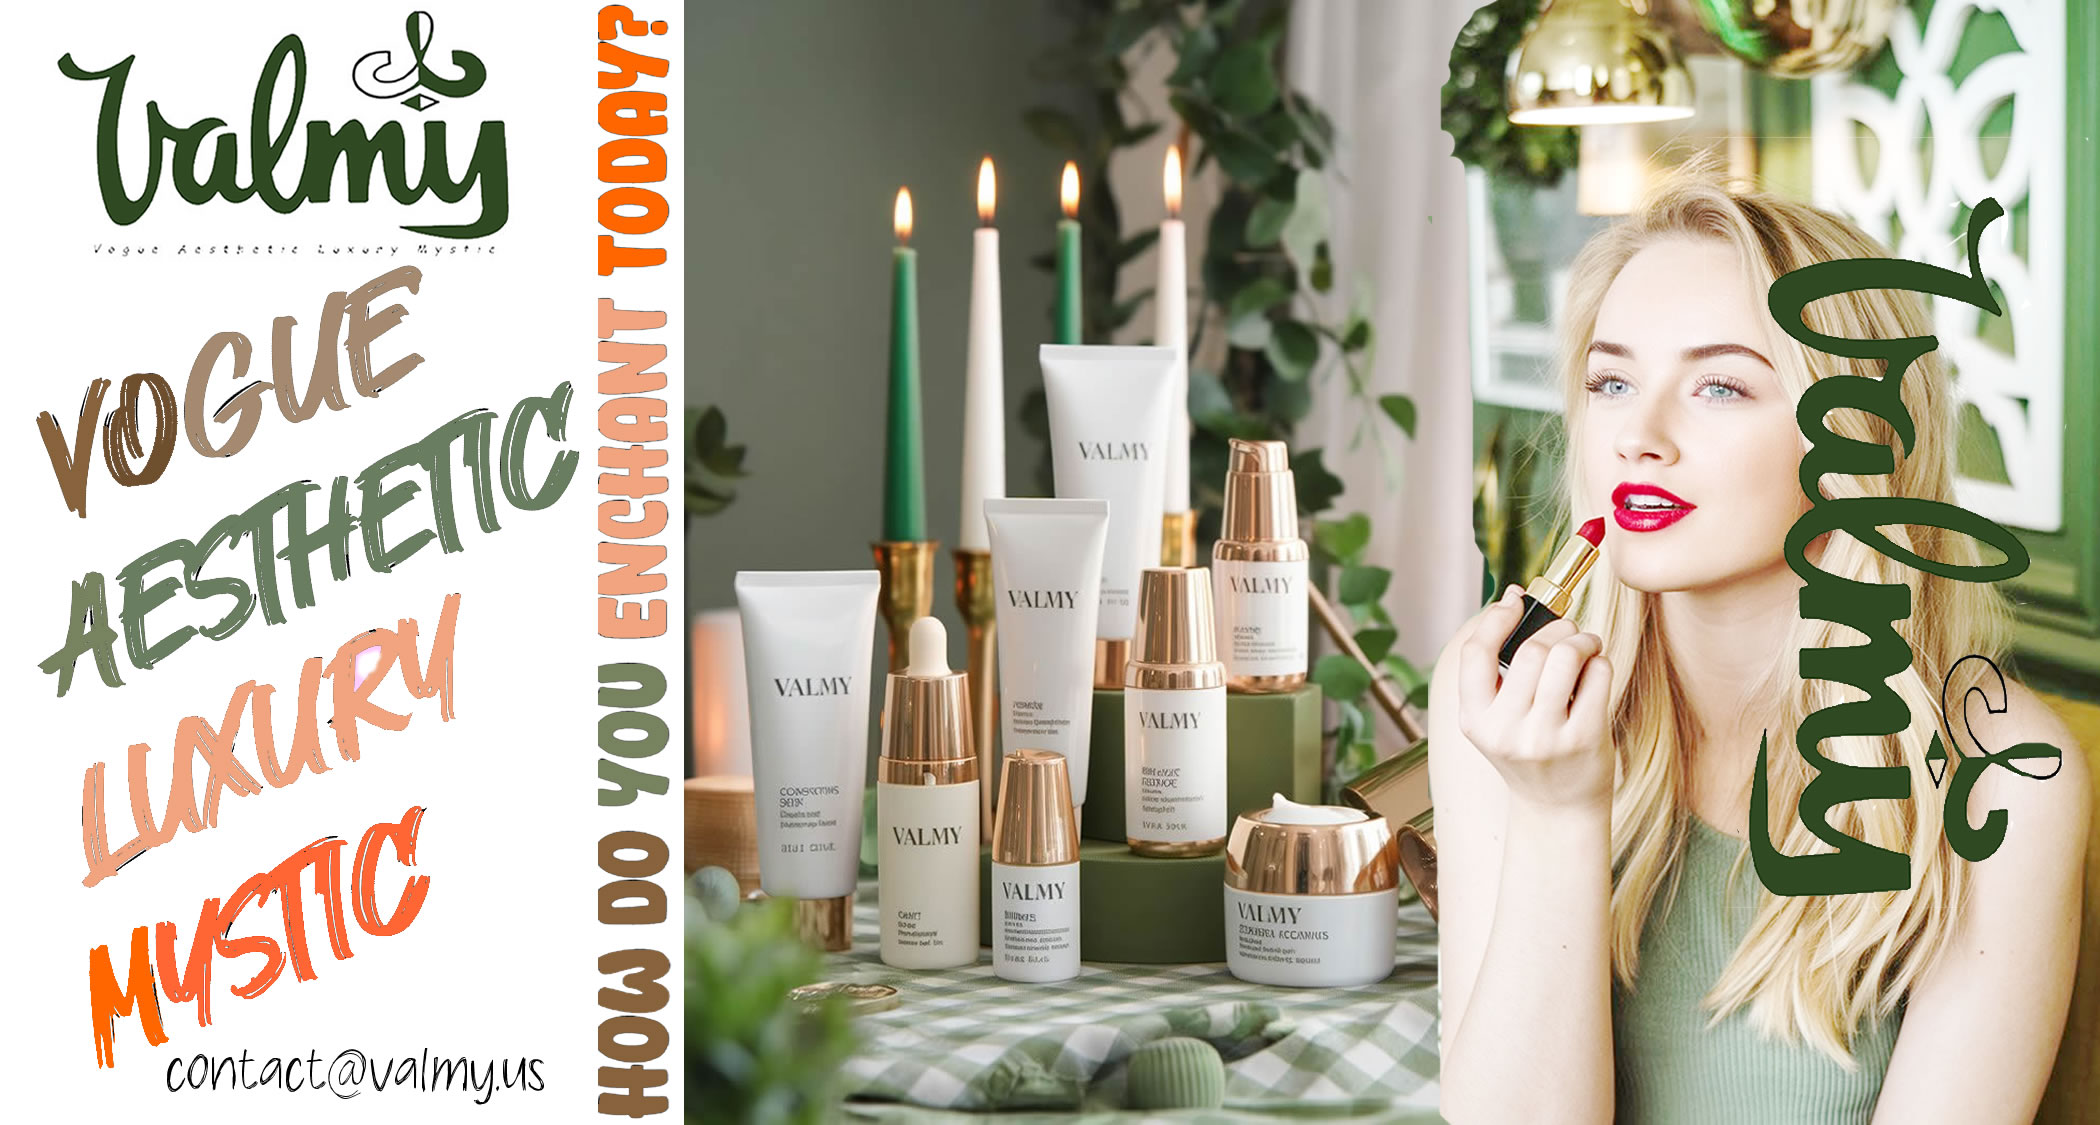 Valmy
Vogue Aesthetic Luxury Mystic
VOGUE
AESTHETIC
LUXURY
MYSTIC
contact@valmy.us
HOW DO YOU ENCHANT TODAY?
VALMY
VALMY
VALMY
VALMY
VALMY
VALMY
VALMY
VALMY
Valmy